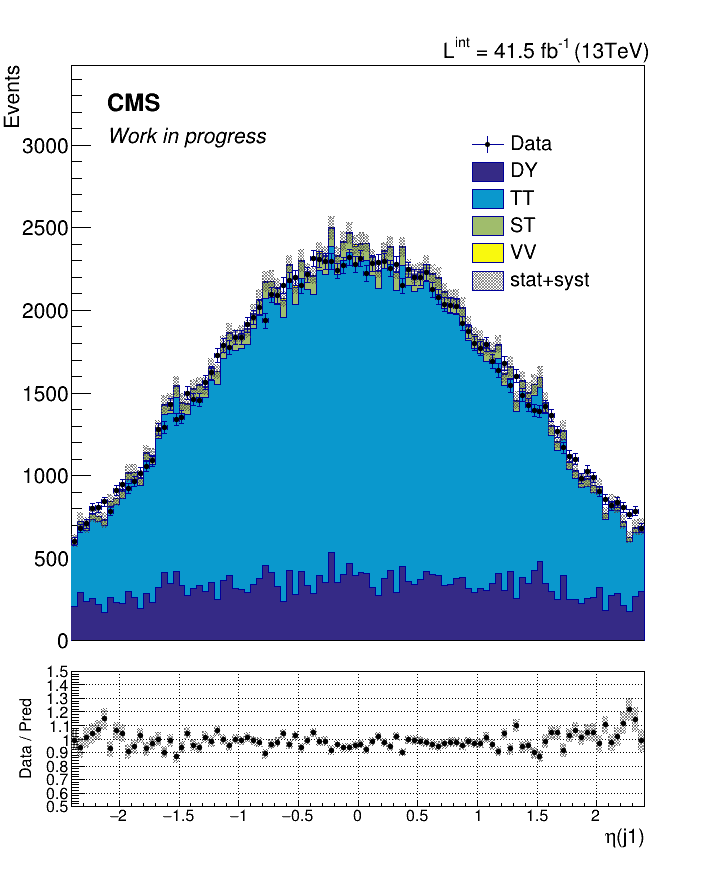 L^int = 41.5 fb^-1 (13TeV)
Events
CMS
Work in progress
Data
DY
TT
ST
VV
stat+syst
3000
2500
2000
1500
1000
500
0
Data / Pred
1.5
1.4
1.3
1.2
1.1
1
0.9
0.8
0.7
0.6
0.5
−2 −1.5 −1 −0.5 0 0.5 1 1.5 2
η(j1)